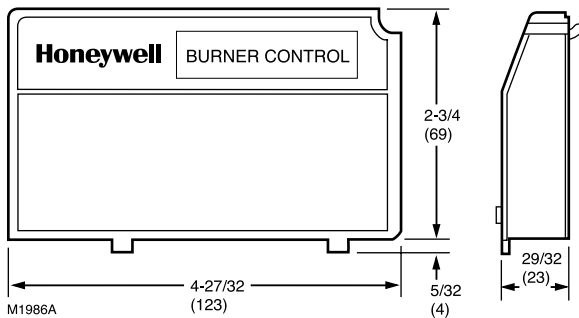 Honeywell
BURNER CONTROL
2-3/4
(69)
4-27/32
(123)
5/32
(4)
29/32
(23)
M1986A